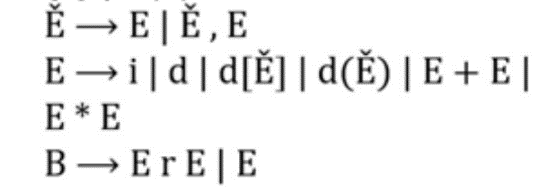 Ě → E | Ě , E
E → i | d | d[Ě] | d(Ě) | E + E |
E * E
B → E r E | E